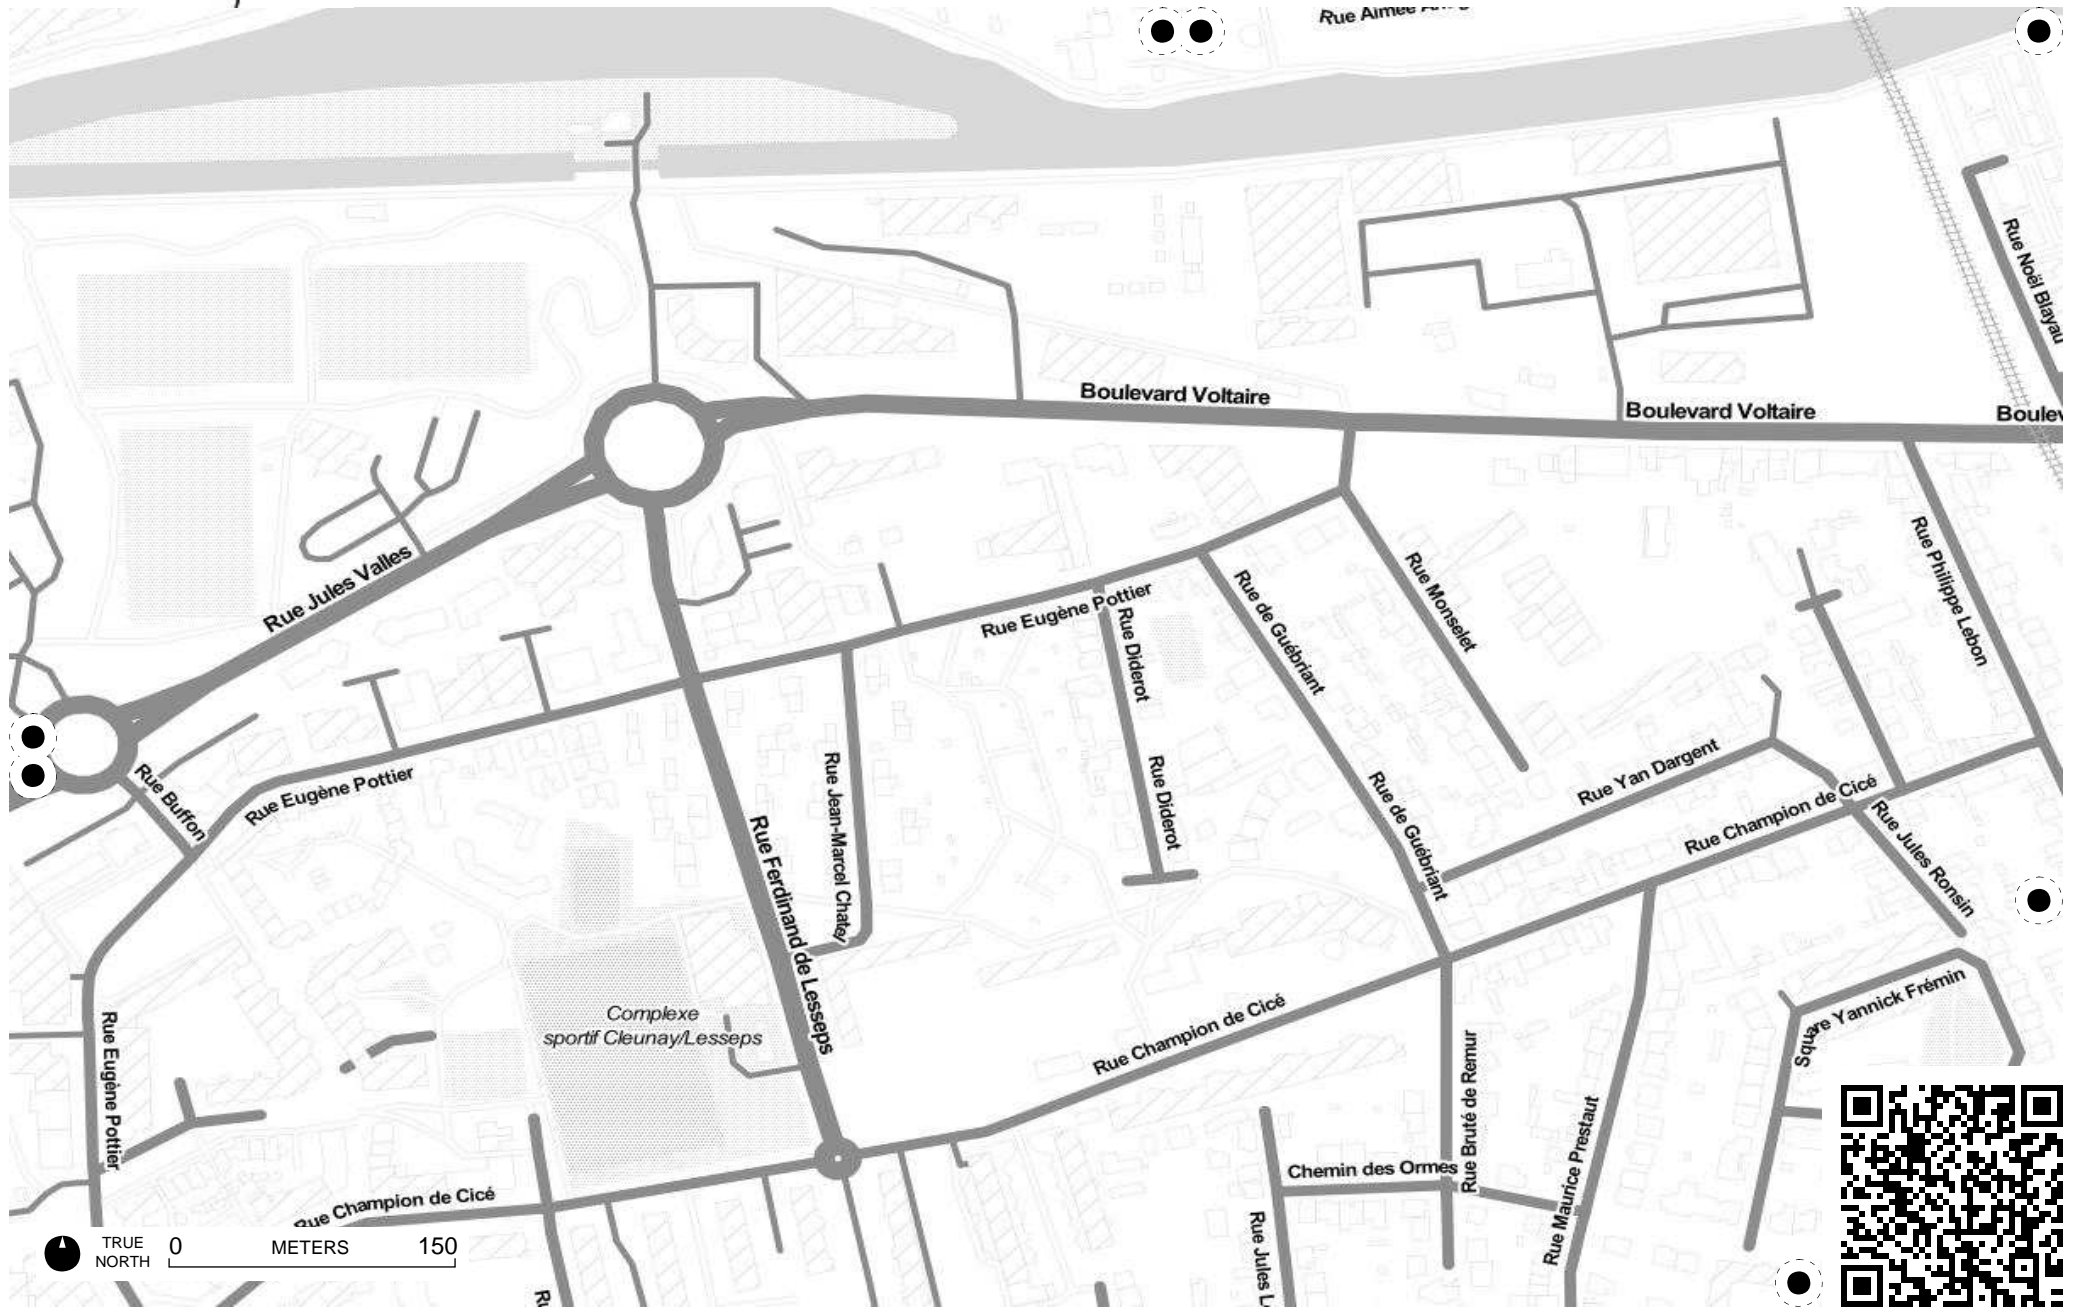 Rue Aimée
Rue Noël Blayau
Boulevard Voltaire
Boulevard Voltaire
Rue Jules Valles
Rue Eugène Pottier
Rue Diderot
Rue de Guébriant
Rue Monselet
Rue Philippe Lebon
Rue Buffon
Rue Eugène Pottier
Rue Jean-Marcel Chatey
Rue Diderot
Rue de Guébriant
Rue Yan Dargent
Rue Champion de Cicé
Rue Jules Ronsin
Rue Ferdinand de Lesseps
Complexe
sportif Cleunay/Lesseps
Rue Eugène Pottier
Rue Champion de Cicé
Square Yannick Frémin
Rue Bruté de Remur
Rue Maurice Prestaut
Chemin des Ormes
Rue Champion de Cicé
Rue Jules
TRUE
NORTH
0 METERS 150